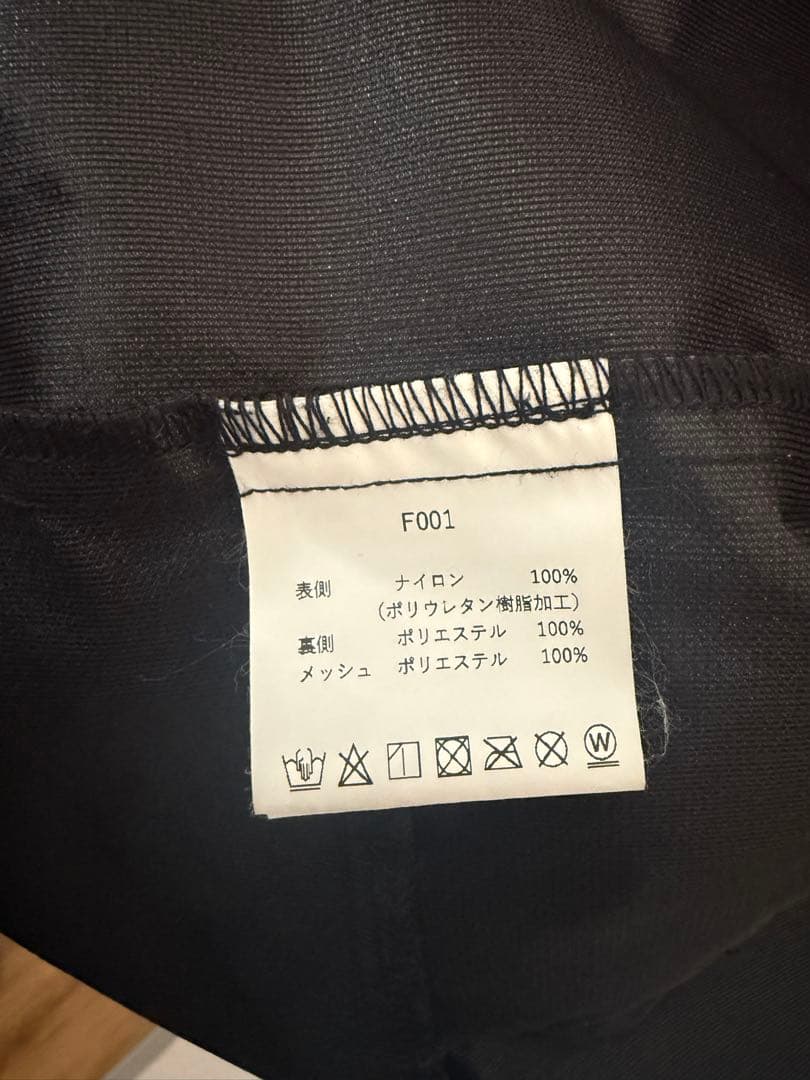 F001
表側 ナイロン 100%
(ポリウレタン樹脂加工)
裏側 ポリエステル 100%
メッシュ ポリエステル 100%
W